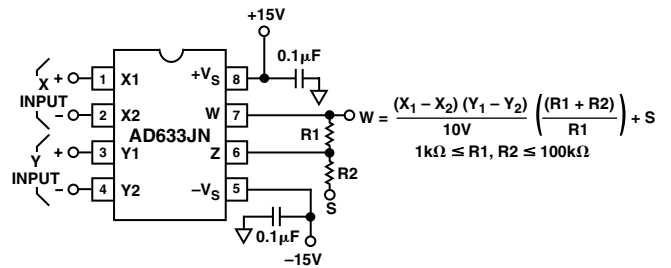 +15V
0.1µF
X
+
1
X1
+VS
8
INPUT
–
2
X2
W
7
W = (X1 – X2) (Y1 – Y2) / 10V ((R1 + R2) / R1) + S
R1
1kΩ ≤ R1, R2 ≤ 100kΩ
AD633JN
Y
+
3
Y1
Z
6
INPUT
R2
–
4
Y2
–VS
5
S
0.1µF
–15V